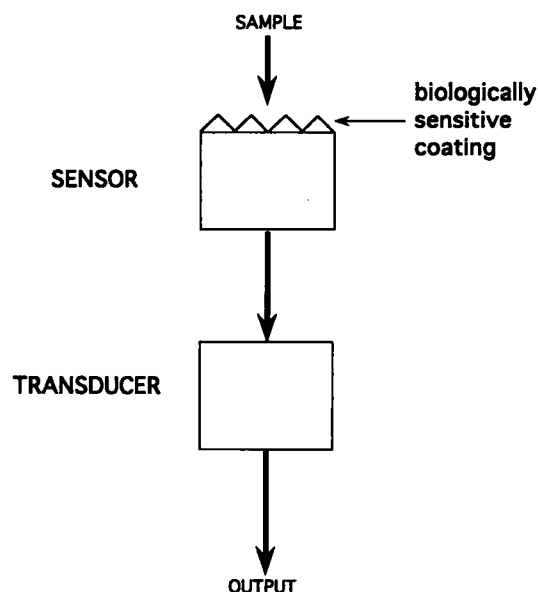 SAMPLE
biologically
sensitive
coating
SENSOR
TRANSDUCER
OUTPUT